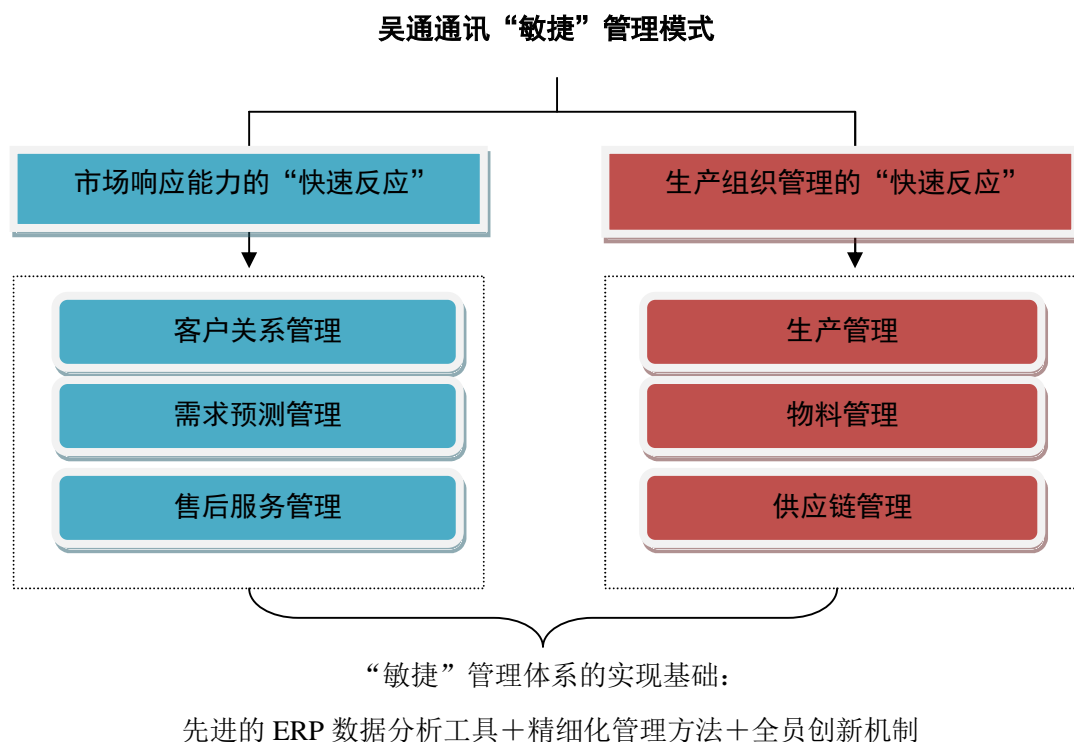 吴通通讯“敏捷”管理模式
市场响应能力的“快速反应”
生产组织管理的“快速反应”
客户关系管理
需求预测管理
售后服务管理
生产管理
物料管理
供应链管理
“敏捷”管理体系的实现基础：
先进的 ERP 数据分析工具＋精细化管理方法＋全员创新机制